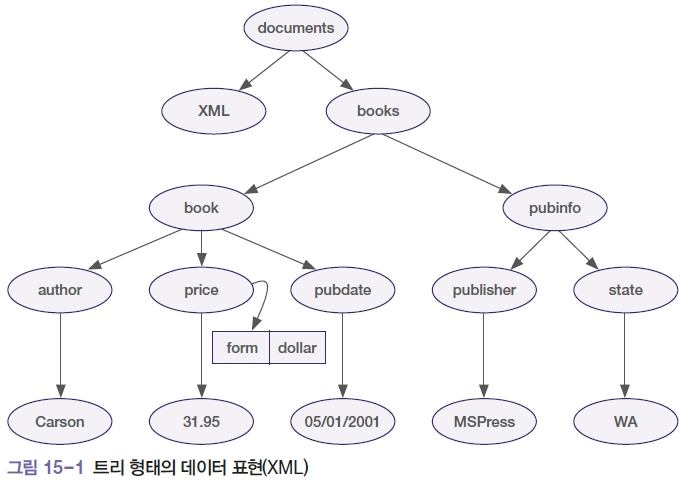 documents
XML
books
book
pubinfo
author
price
pubdate
publisher
state
form
dollar
Carson
31.95
05/01/2001
MSPress
WA
그림 15-1 트리 형태의 데이터 표현(XML)